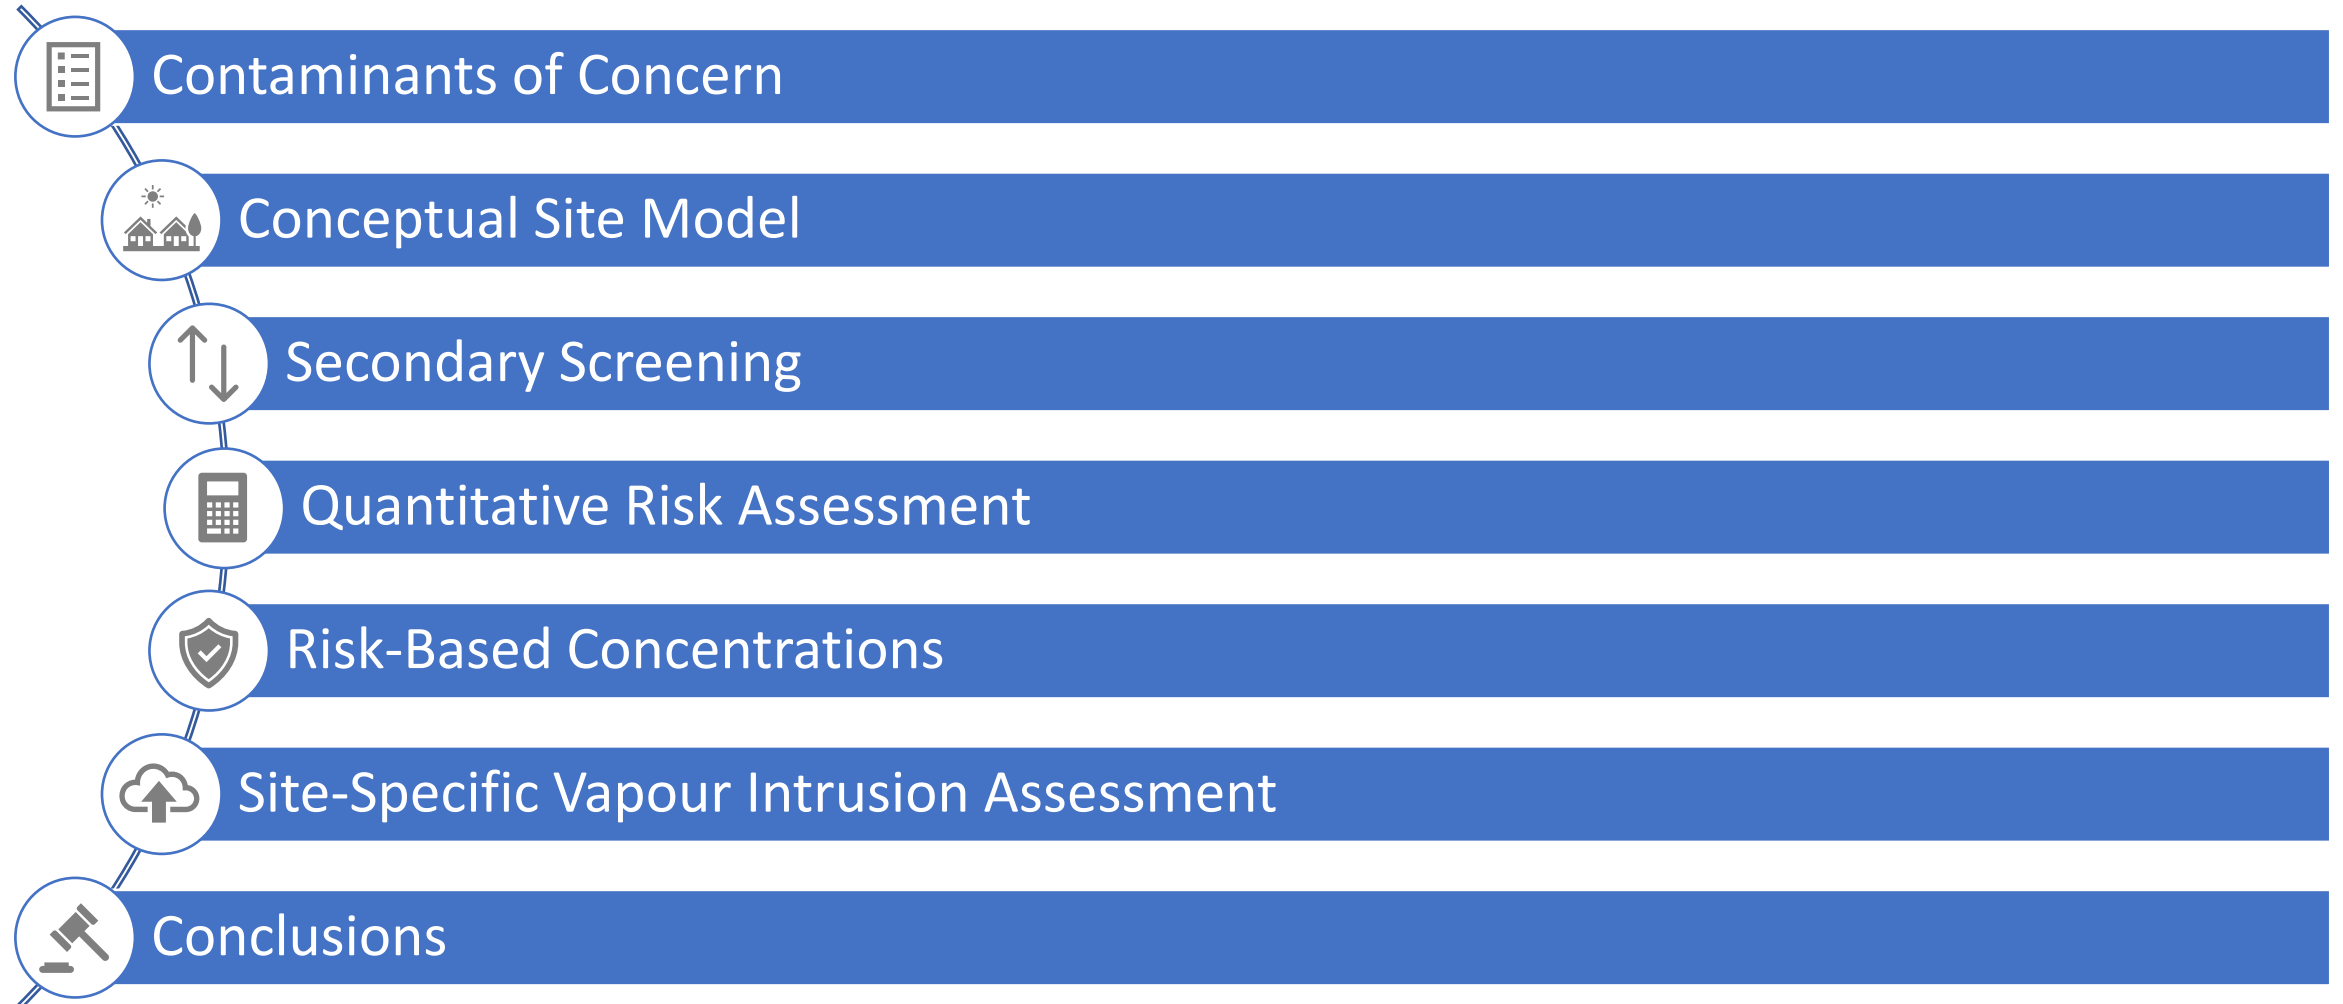 Contaminants of Concern
Conceptual Site Model
Secondary Screening
Quantitative Risk Assessment
Risk-Based Concentrations
Site-Specific Vapour Intrusion Assessment
Conclusions